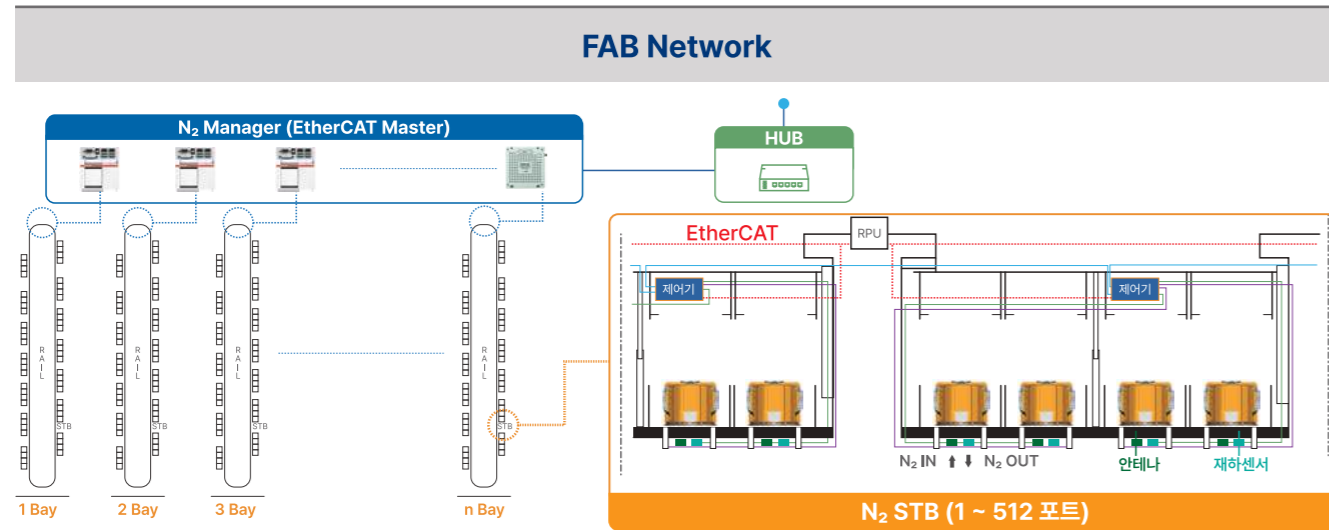 FAB Network
N₂ Manager (EtherCAT Master)
HUB
EtherCAT
RPU
제어기
제어기
RAIL
RAIL
RAIL
RAIL
STB
STB
STB
STB
N₂ IN
N₂ OUT
안테나
재하센서
1 Bay
2 Bay
3 Bay
n Bay
N₂ STB (1 ~ 512 포트)